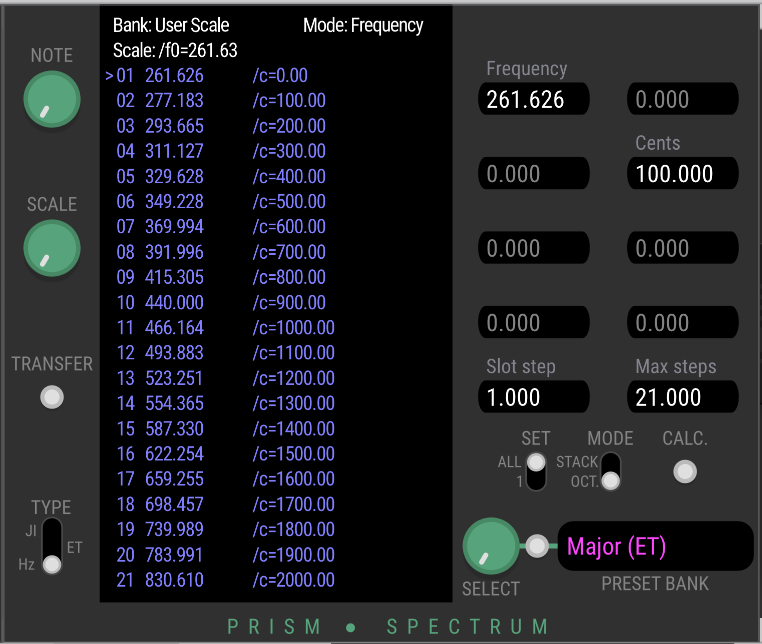 NOTE
SCALE
TRANSFER
TYPE
JI
ET
Hz
Bank: User Scale Mode: Frequency
Scale: /f0=261.63
>01 261.626 /c=0.00
02 277.183 /c=100.00
03 293.665 /c=200.00
04 311.127 /c=300.00
05 329.628 /c=400.00
06 349.228 /c=500.00
07 369.994 /c=600.00
08 391.996 /c=700.00
09 415.305 /c=800.00
10 440.000 /c=900.00
11 466.164 /c=1000.00
12 493.883 /c=1100.00
13 523.251 /c=1200.00
14 554.365 /c=1300.00
15 587.330 /c=1400.00
16 622.254 /c=1500.00
17 659.255 /c=1600.00
18 698.457 /c=1700.00
19 739.989 /c=1800.00
20 783.991 /c=1900.00
21 830.610 /c=2000.00
Frequency
261.626 0.000
Cents
0.000 100.000
0.000 0.000
0.000 0.000
Slot step Max steps
1.000 21.000
SET MODE CALC.
ALL STACK
1 OCT.
Major (ET)
SELECT PRESET BANK
PRISM • SPECTRUM